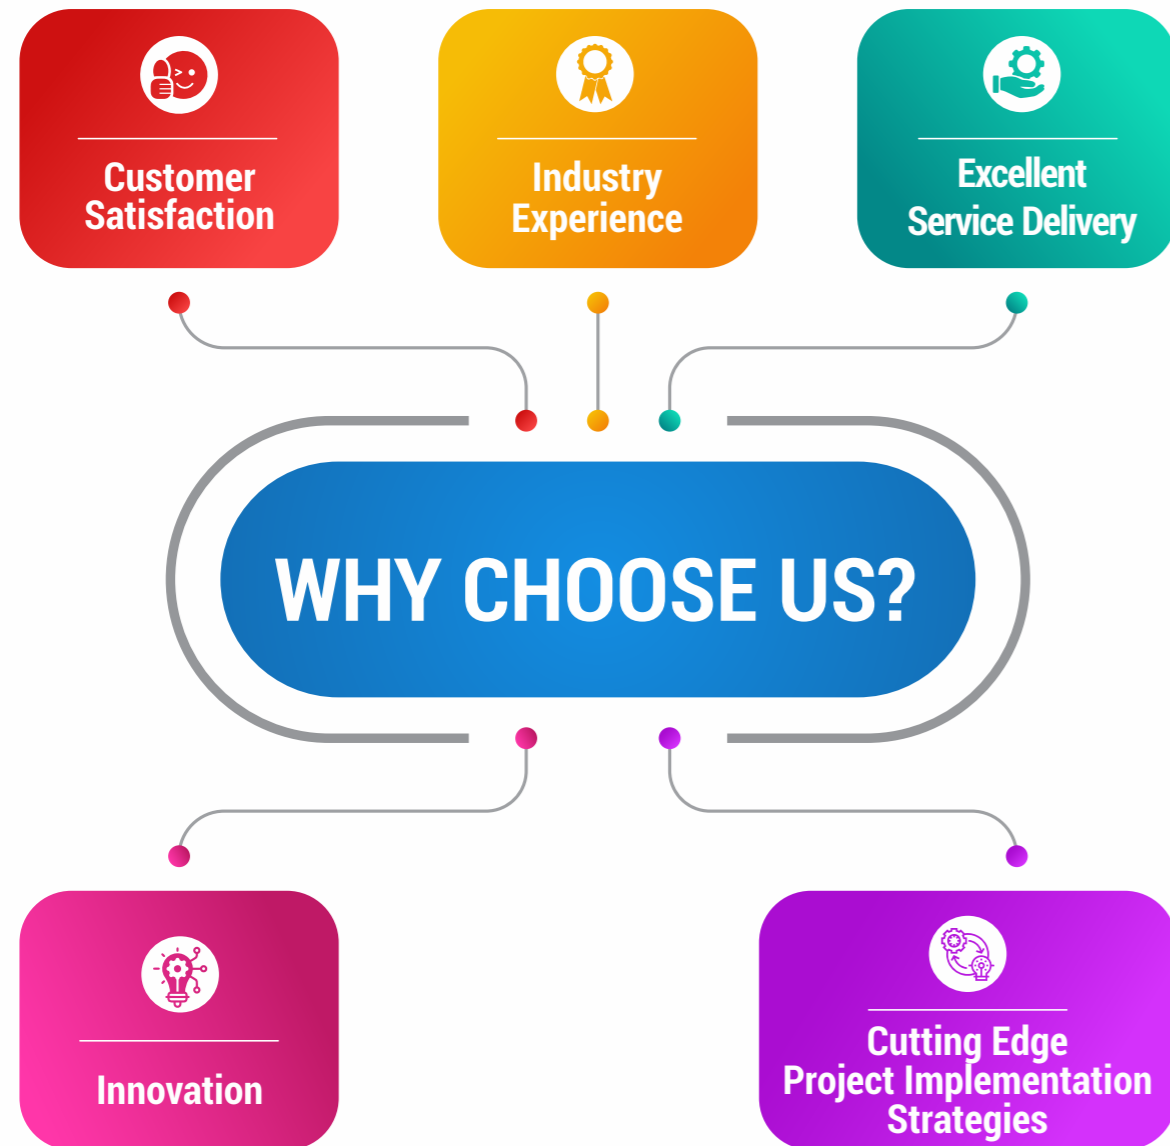 Customer
Satisfaction
Industry
Experience
Excellent
Service Delivery
WHY CHOOSE US?
Innovation
Cutting Edge
Project Implementation
Strategies